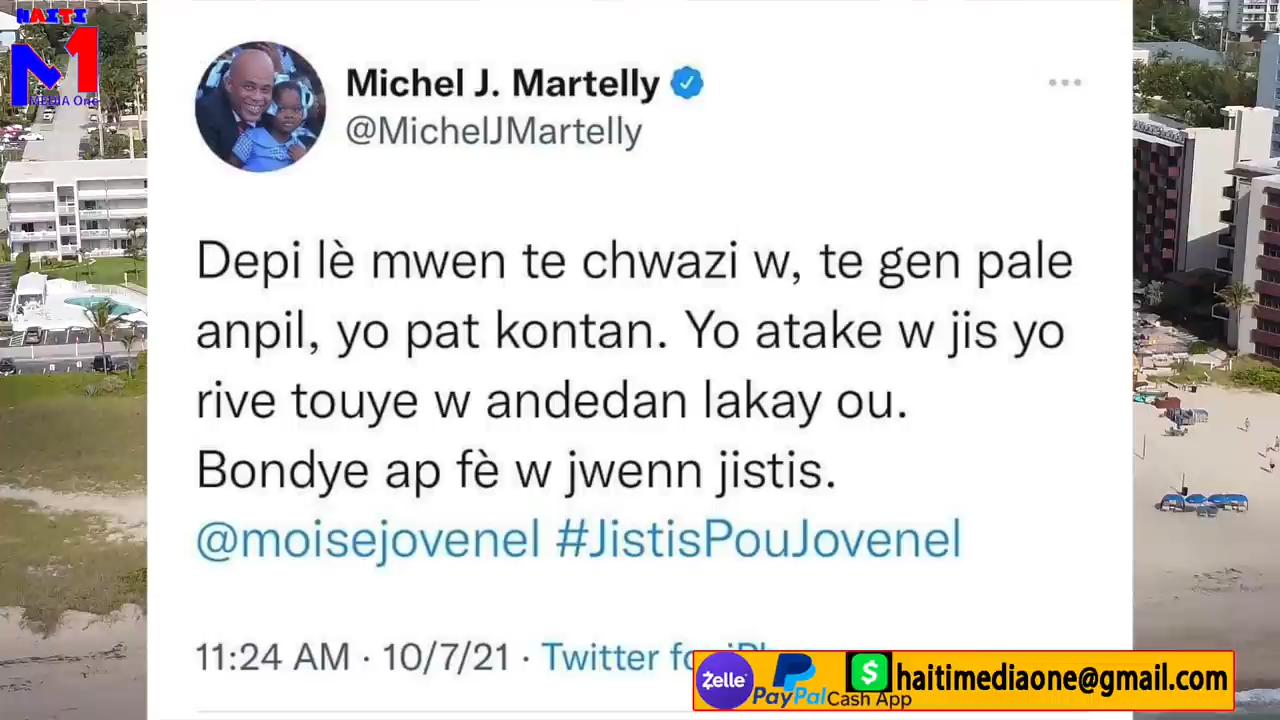 HAITI
M1
MEDIA One
Michel J. Martelly
@MichelJMartelly
Depi lè mwen te chwazi w, te gen pale
anpil, yo pat kontan. Yo atake w jis yo
rive touye w andedan lakay ou.
Bondye ap fè w jwenn jistis.
@moisejovenel #JistisPouJovenel
11:24 AM · 10/7/21 · Twitter
Zelle
PayPal
$
Cash App
haitimediaone@gmail.com